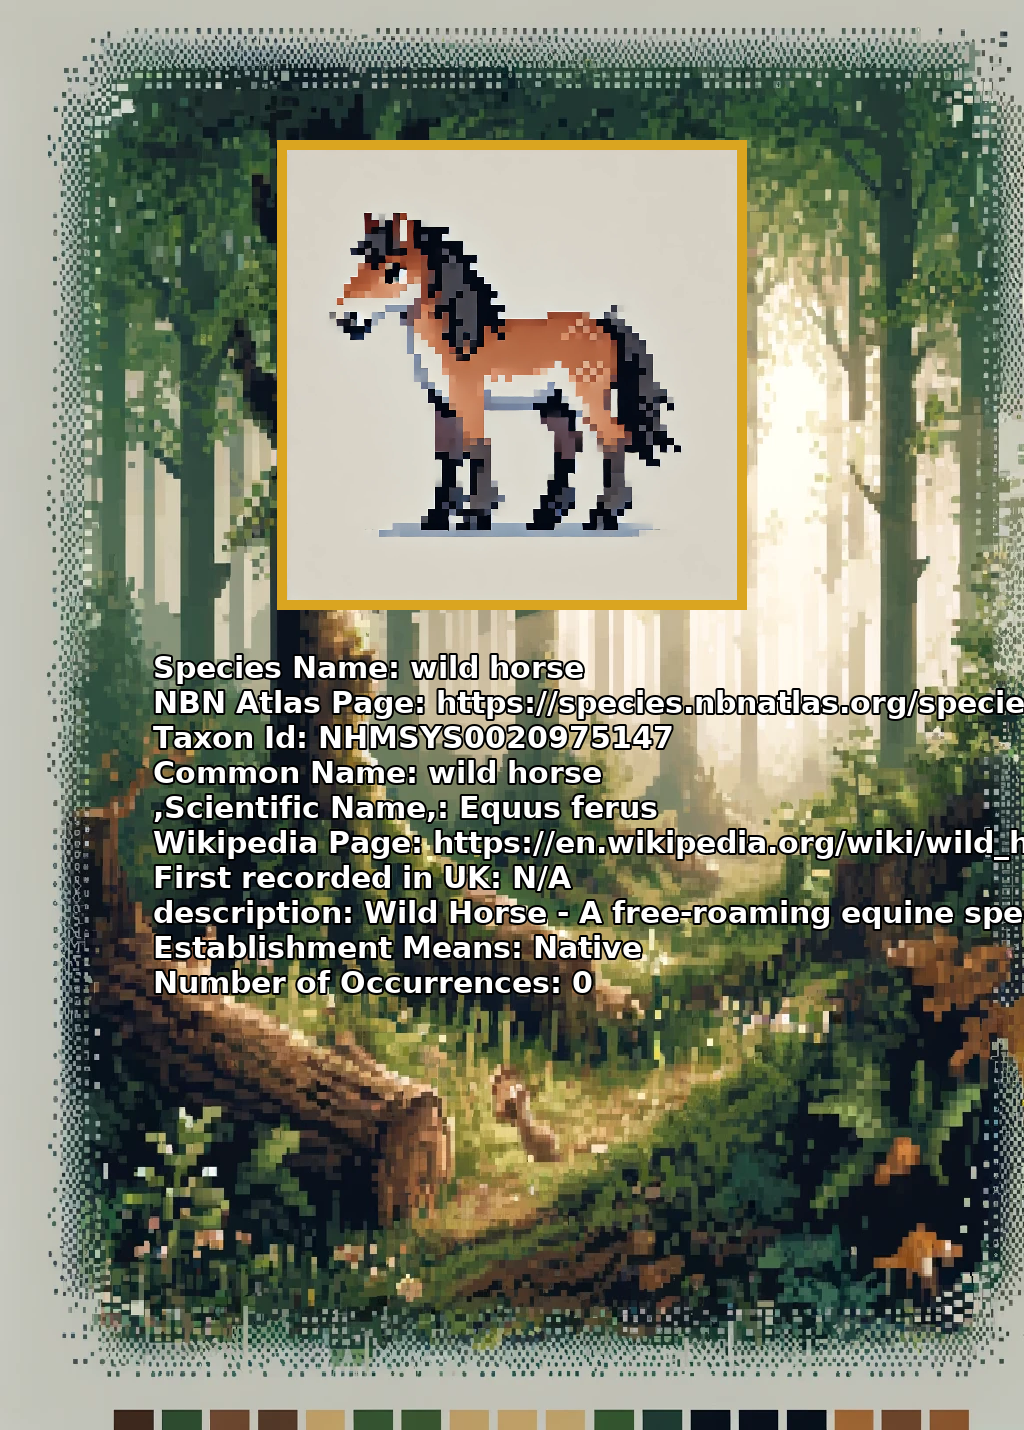 Species Name: wild horse
NBN Atlas Page: https://species.nbnatlas.org/specie
Taxon Id: NHMSYS0020975147
Common Name: wild horse
,Scientific Name,: Equus ferus
Wikipedia Page: https://en.wikipedia.org/wiki/wild_h
First recorded in UK: N/A
description: Wild Horse - A free-roaming equine spe
Establishment Means: Native
Number of Occurrences: 0